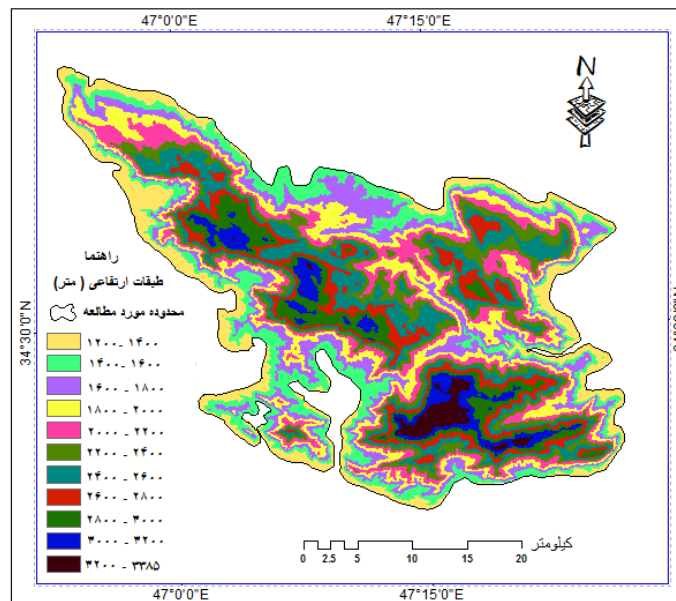 47°0'0"E 47°15'0"E
N
34°30'0"N
راهنما
طبقات ارتفاعی ( متر )
محدوده مورد مطالعه
۱۲۰۰ - ۱۴۰۰
۱۴۰۰ - ۱۶۰۰
۱۶۰۰ - ۱۸۰۰
۱۸۰۰ - ۲۰۰۰
۲۰۰۰ - ۲۲۰۰
۲۲۰۰ - ۲۴۰۰
۲۴۰۰ - ۲۶۰۰
۲۶۰۰ - ۲۸۰۰
۲۸۰۰ - ۳۰۰۰
۳۰۰۰ - ۳۲۰۰
۳۲۰۰ - ۳۳۸۵
کیلومتر
0 2.5 5 10 15 20
47°0'0"E 47°15'0"E